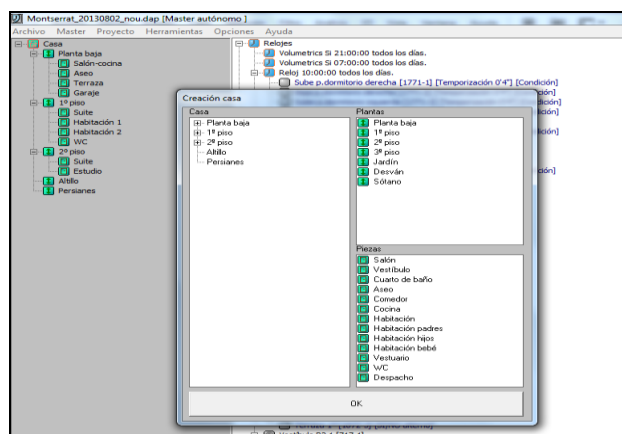 Montserrat_20130802_nou.dap [Master autónomo ]
Archivo Master Proyecto Herramientas Opciones Ayuda
Casa
Planta baja
Salón-cocina
Aseo
Terraza
Garaje
1º piso
Suite
Habitación 1
Habitación 2
WC
2º piso
Suite
Estudio
Altillo
Persianes
Relojes
Volumetrics Si 21:00:00 todos los días.
Volumetrics Si 07:00:00 todos los días.
Reloj 10:00:00 todos los días.
Sube p.dormitorio derecha [1771-1] [Temporización 0'4"] [Condición]
Creación casa
Casa
Planta baja
1º piso
2º piso
Altillo
Persianes
Plantas
Planta baja
1º piso
2º piso
3º piso
Jardín
Desván
Sótano
Piezas
Salón
Vestíbulo
Cuarto de baño
Aseo
Comedor
Cocina
Habitación
Habitación padres
Habitación hijos
Habitación bebé
Vestuario
WC
Despacho
OK